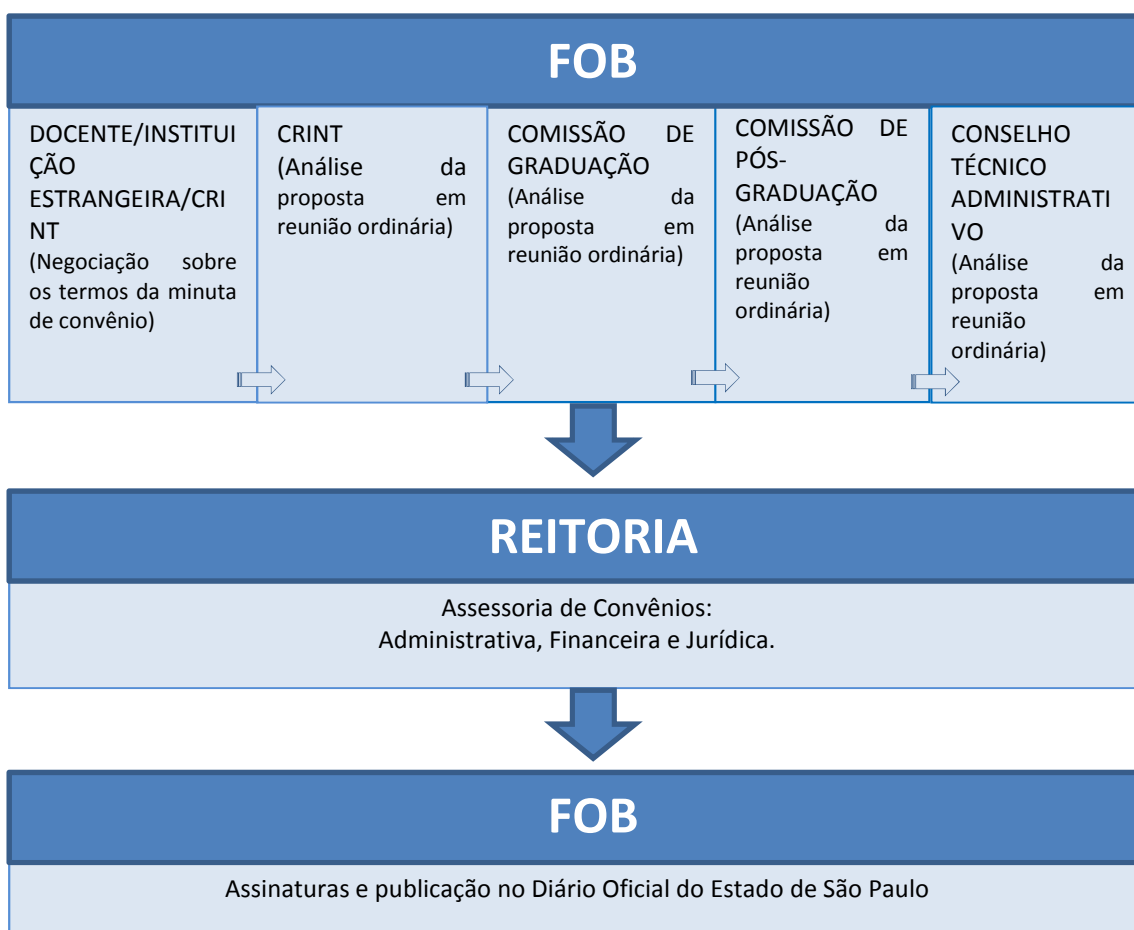 FOB
DOCENTE/INSTITUI
ÇÃO
ESTRANGEIRA/CRI
NT
(Negociação sobre
os termos da minuta
de convênio)
CRINT
(Análise da
proposta em
reunião ordinária)
COMISSÃO DE
GRADUAÇÃO
(Análise da
proposta em
reunião ordinária)
COMISSÃO DE
PÓS-
GRADUAÇÃO
(Análise da
proposta em
reunião
ordinária)
CONSELHO
TÉCNICO
ADMINISTRATI
VO
(Análise da
proposta em
reunião
ordinária)
REITORIA
Assessoria de Convênios:
Administrativa, Financeira e Jurídica.
FOB
Assinaturas e publicação no Diário Oficial do Estado de São Paulo